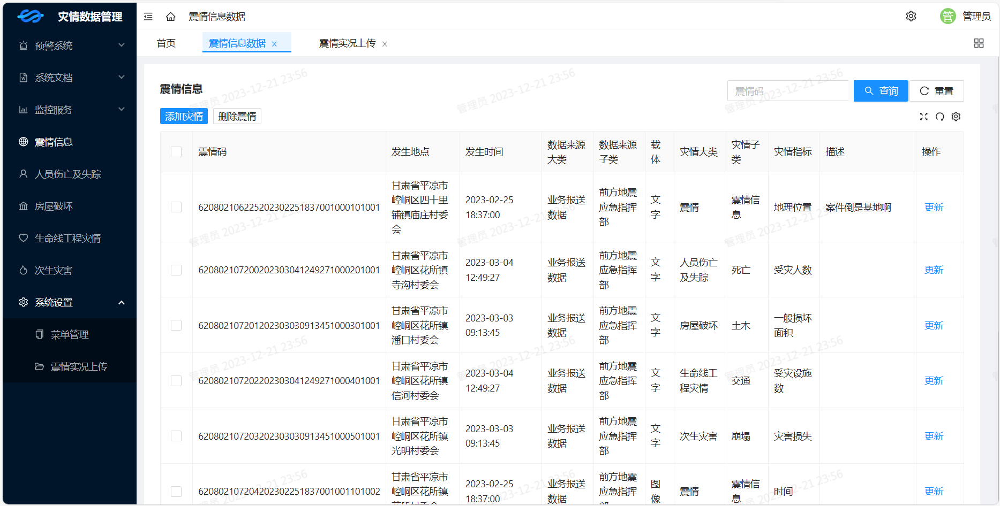 灾情数据管理
震情信息数据
管 管理员
首页 震情信息数据 × 震情实况上传 ×
预警系统
系统文档
监控服务
震情信息
人员伤亡及失踪
房屋破坏
生命线工程灾情
次生灾害
系统设置
菜单管理
震情实况上传
震情信息
震情码 查询 重置
添加灾情 删除震情
震情码 发生地点 发生时间 数据来源大类 数据来源子类 载体 灾情大类 灾情子类 灾情指标 描述 操作
62080210622520230225183700100010​1001 甘肃省平凉市崆峒区四十里铺镇庙庄村委会 2023-02-25 18:37:00 业务报送数据 前方地震应急指挥部 文字 震情 震情信息 地理位置 案件倒是基地啊 更新
620802107200202303041249271000201001 甘肃省平凉市崆峒区花所镇寺沟村委会 2023-03-04 12:49:27 业务报送数据 前方地震应急指挥部 文字 人员伤亡及失踪 死亡 受灾人数 更新
620802107201202303030913451000301001 甘肃省平凉市崆峒区花所镇潘口村委会 2023-03-03 09:13:45 业务报送数据 前方地震应急指挥部 文字 房屋破坏 土木 一般损坏面积 更新
620802107202202303041249271000401001 甘肃省平凉市崆峒区花所镇信河村委会 2023-03-04 12:49:27 业务报送数据 前方地震应急指挥部 文字 生命线工程灾情 交通 受灾设施数 更新
620802107203202303030913451000501001 甘肃省平凉市崆峒区花所镇光明村委会 2023-03-03 09:13:45 业务报送数据 前方地震应急指挥部 文字 次生灾害 崩塌 灾害损失 更新
620802107204202302251837001001101002 甘肃省平凉市崆峒区花所镇 2023-02-25 18:37:00 业务报送数据 前方地震应急指挥部 图像 震情 震情信息 时间 更新
管理员 2023-12-21 23:56